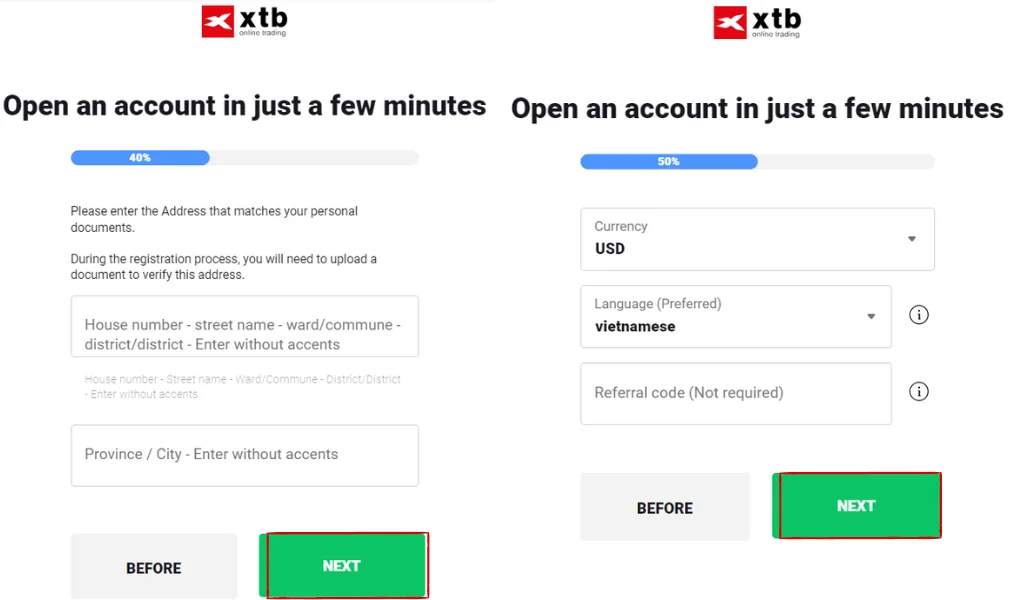 xtb
online trading
Open an account in just a few minutes
40%
Please enter the Address that matches your personal
documents.
During the registration process, you will need to upload a
document to verify this address.
House number - street name - ward/commune -
district/district - Enter without accents
House number - Street name - Ward/Commune - District/District
- Enter without accents
Province / City - Enter without accents
BEFORE
NEXT
xtb
online trading
Open an account in just a few minutes
50%
Currency
USD
Language (Preferred)
vietnamese
Referral code (Not required)
BEFORE
NEXT